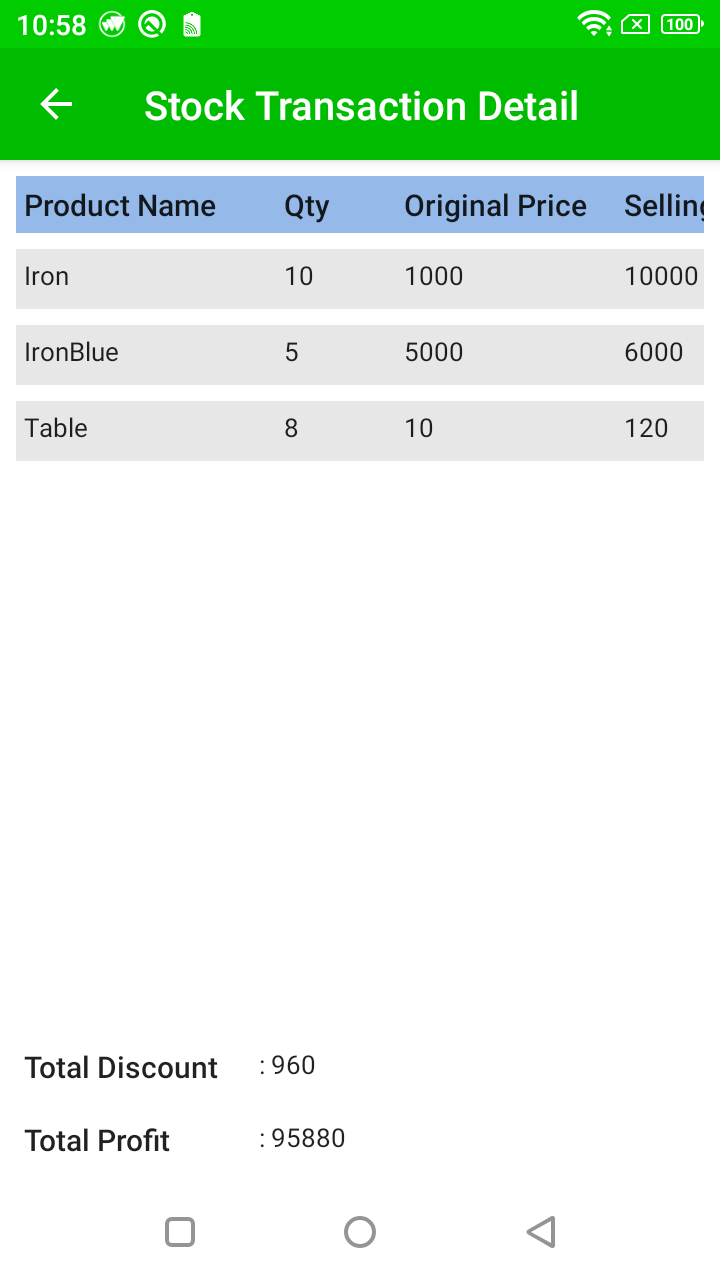 10:58 100
Stock Transaction Detail
Product Name Qty Original Price Selling
Iron 10 1000 10000
IronBlue 5 5000 6000
Table 8 10 120
Total Discount : 960
Total Profit : 95880